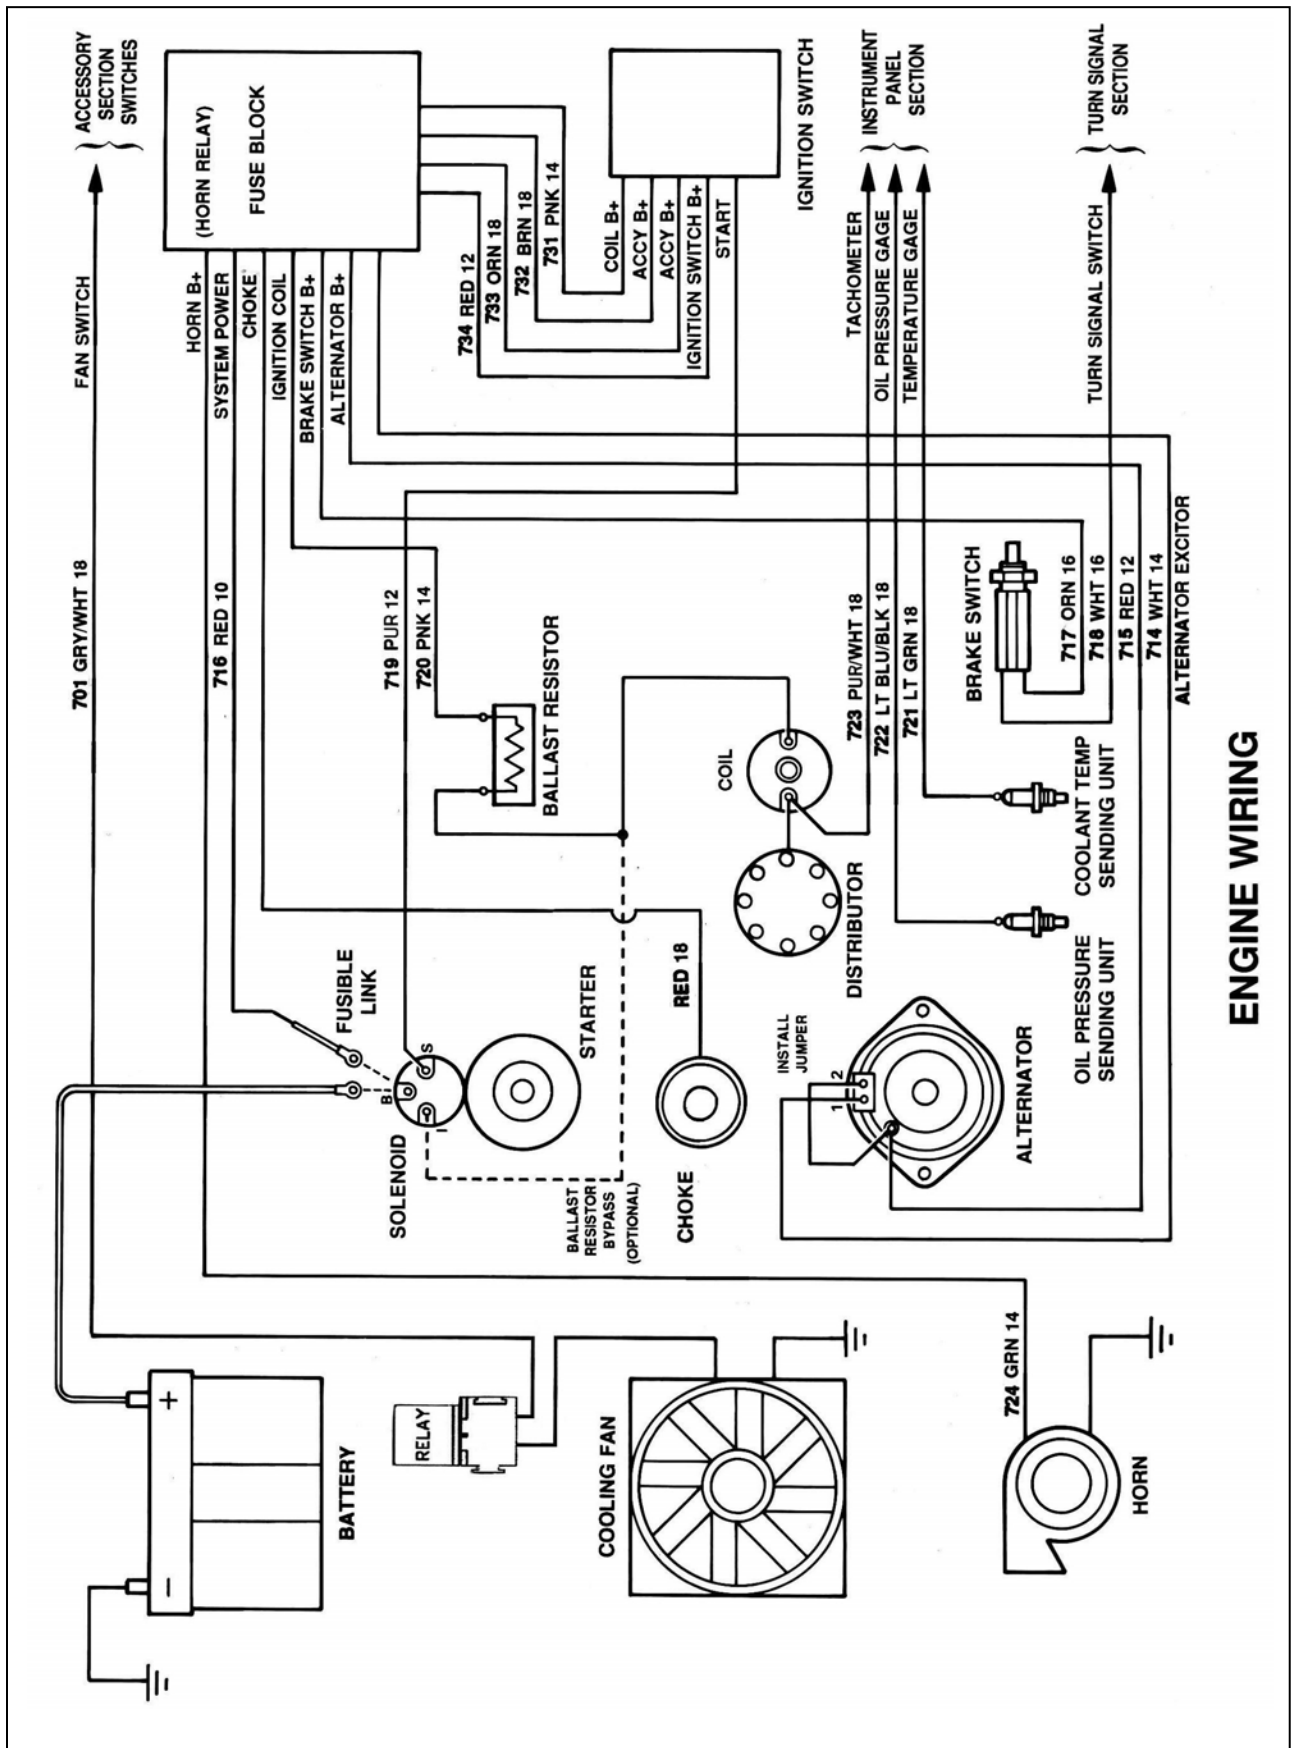 ACCESSORY
SECTION
SWITCHES
FAN SWITCH
701 GRY/WHT 18
(HORN RELAY)
FUSE BLOCK
HORN B+
SYSTEM POWER
CHOKE
IGNITION COIL
BRAKE SWITCH B+
ALTERNATOR B+
734 RED 12
733 ORN 18
732 BRN 18
731 PNK 14
COIL B+
ACCY B+
ACCY B+
IGNITION SWITCH B+
START
IGNITION SWITCH
INSTRUMENT
PANEL
SECTION
TACHOMETER
OIL PRESSURE GAGE
TEMPERATURE GAGE
TURN SIGNAL
SECTION
TURN SIGNAL SWITCH
716 RED 10
719 PUR 12
720 PNK 14
BALLAST RESISTOR
COIL
723 PUR/WHT 18
722 LT BLU/BLK 18
721 LT GRN 18
BRAKE SWITCH
717 ORN 16
718 WHT 16
715 RED 12
714 WHT 14
ALTERNATOR EXCITOR
FUSIBLE
LINK
S
B
I
SOLENOID
STARTER
RED 18
CHOKE
BALLAST
RESISTOR
BYPASS
(OPTIONAL)
DISTRIBUTOR
COOLANT TEMP
SENDING UNIT
OIL PRESSURE
SENDING UNIT
INSTALL
JUMPER
1 2
ALTERNATOR
+
−
BATTERY
RELAY
COOLING FAN
724 GRN 14
HORN
ENGINE WIRING